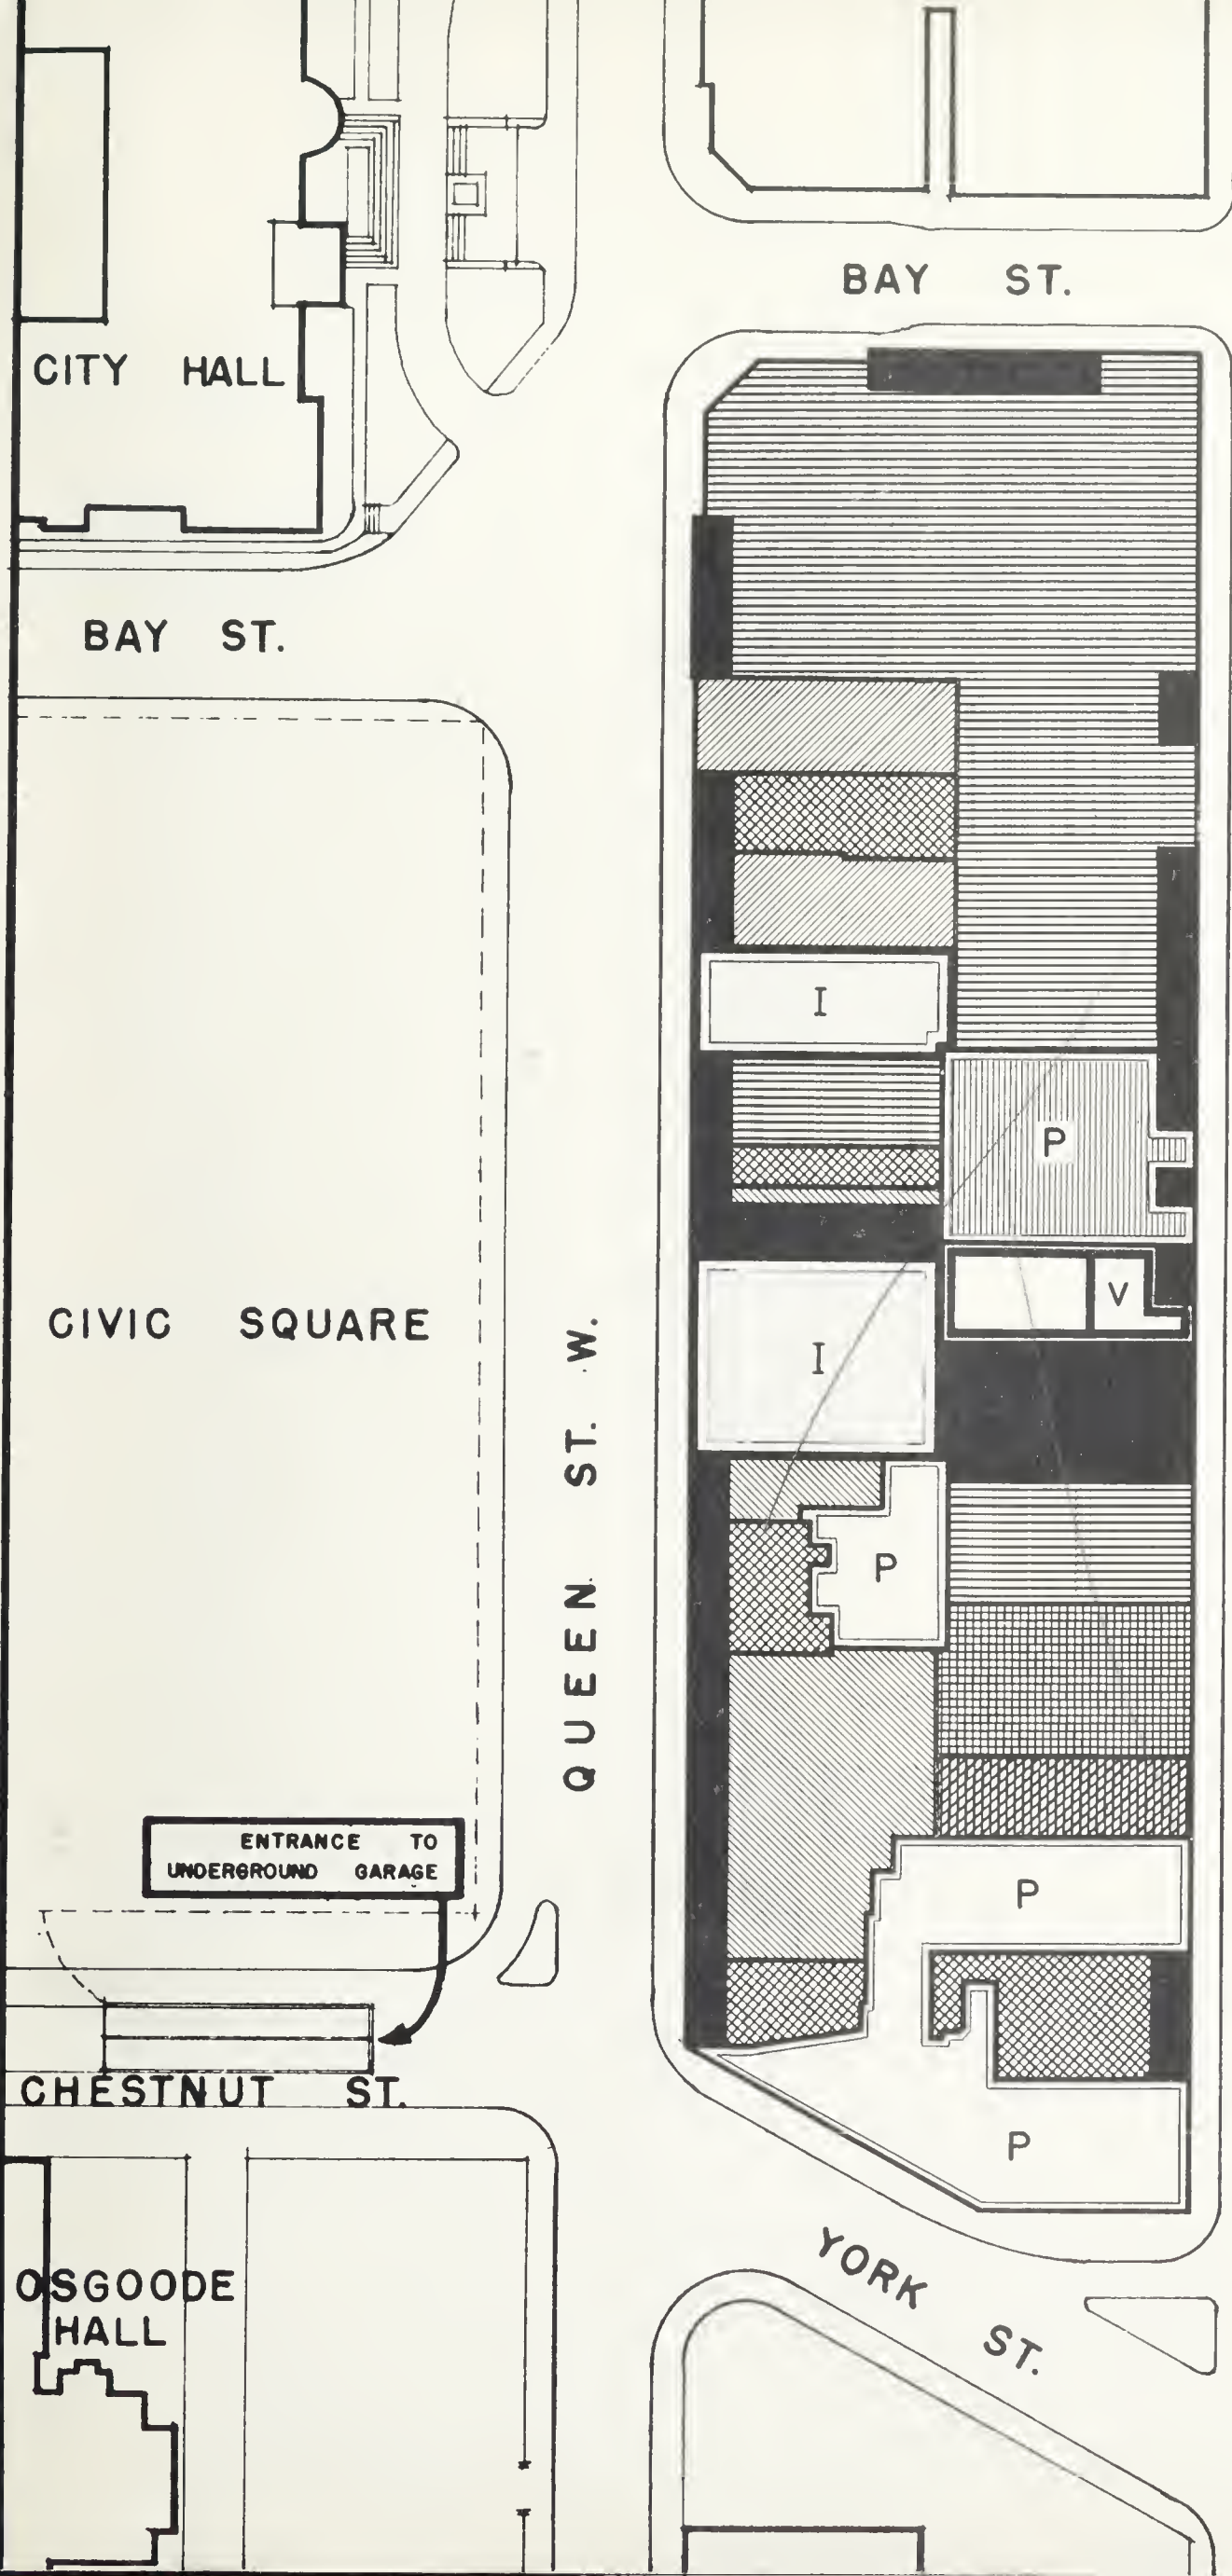 BAY ST.
CITY HALL
BAY ST.
I
P
V
CIVIC SQUARE
I
QUEEN ST. W.
P
ENTRANCE TO
UNDERGROUND GARAGE
P
CHESTNUT ST.
P
YORK
ST.
OSGOODE
HALL